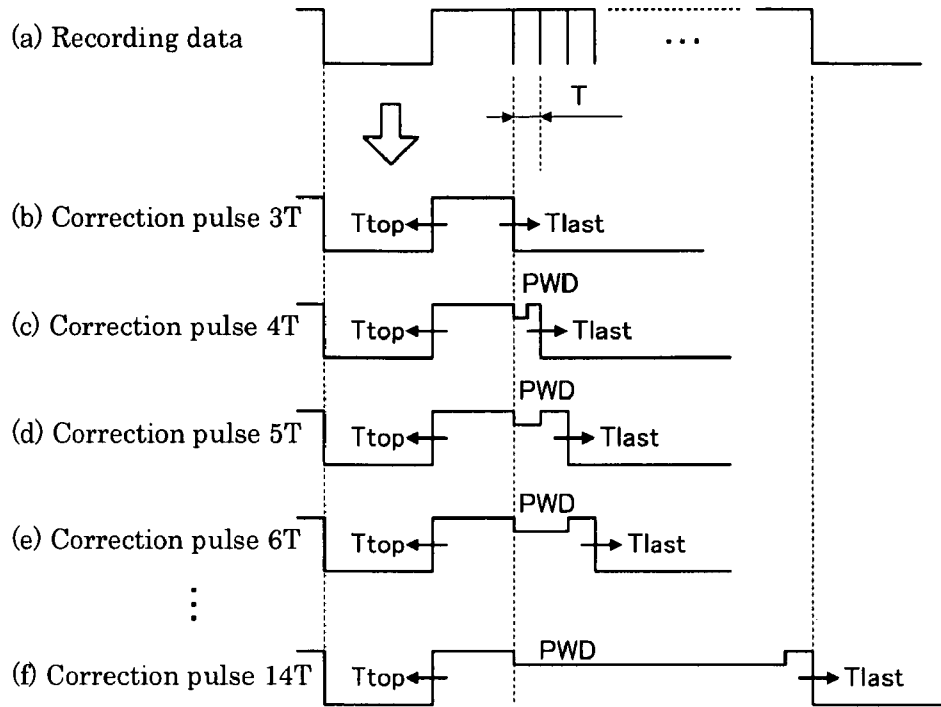 (a) Recording data
...
T
(b) Correction pulse 3T
Ttop
Tlast
PWD
(c) Correction pulse 4T
Ttop
Tlast
PWD
(d) Correction pulse 5T
Ttop
Tlast
PWD
(e) Correction pulse 6T
Ttop
Tlast
PWD
(f) Correction pulse 14T
Ttop
Tlast